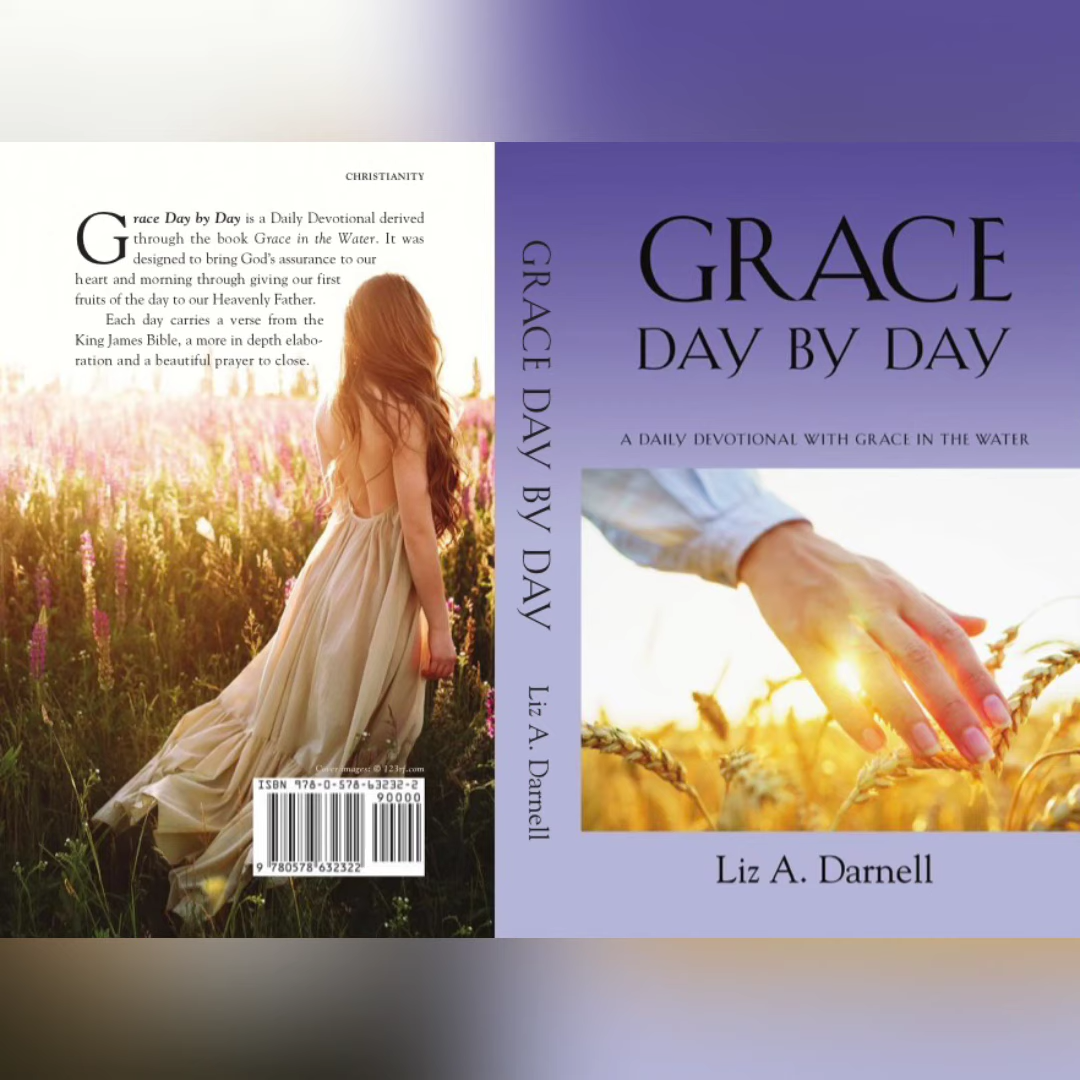 CHRISTIANITY
Grace Day by Day is a Daily Devotional derived
through the book Grace in the Water. It was
designed to bring God's assurance to our
heart and morning through giving our first
fruits of the day to our Heavenly Father.
Each day carries a verse from the
King James Bible, a more in depth elabo-
ration and a beautiful prayer to close.
Cover images: © 123rf.com
ISBN 978-0-578-63232-2
90000
9 780578 632322
GRACE DAY BY DAY
Liz A. Darnell
GRACE
DAY BY DAY
A DAILY DEVOTIONAL WITH GRACE IN THE WATER
Liz A. Darnell